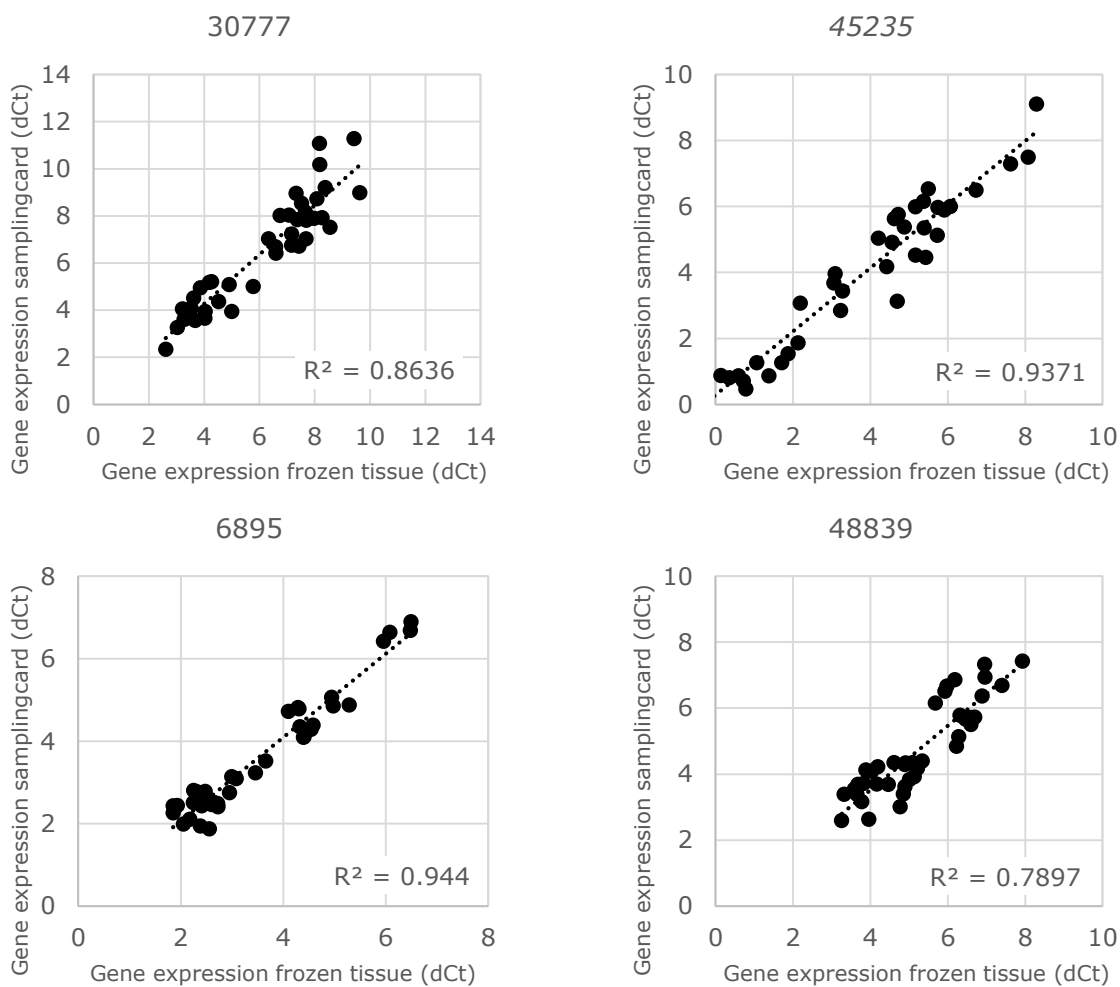 30777
Gene expression samplingcard (dCt)
14
12
10
8
6
4
2
0
R² = 0.8636
0 2 4 6 8 10 12 14
Gene expression frozen tissue (dCt)
45235
Gene expression samplingcard (dCt)
10
8
6
4
2
0
R² = 0.9371
0 2 4 6 8 10
Gene expression frozen tissue (dCt)
6895
Gene expression samplingcard (dCt)
8
6
4
2
0
R² = 0.944
0 2 4 6 8
Gene expression frozen tissue (dCt)
48839
Gene expression samplingcard (dCt)
10
8
6
4
2
0
R² = 0.7897
0 2 4 6 8 10
Gene expression frozen tissue (dCt)